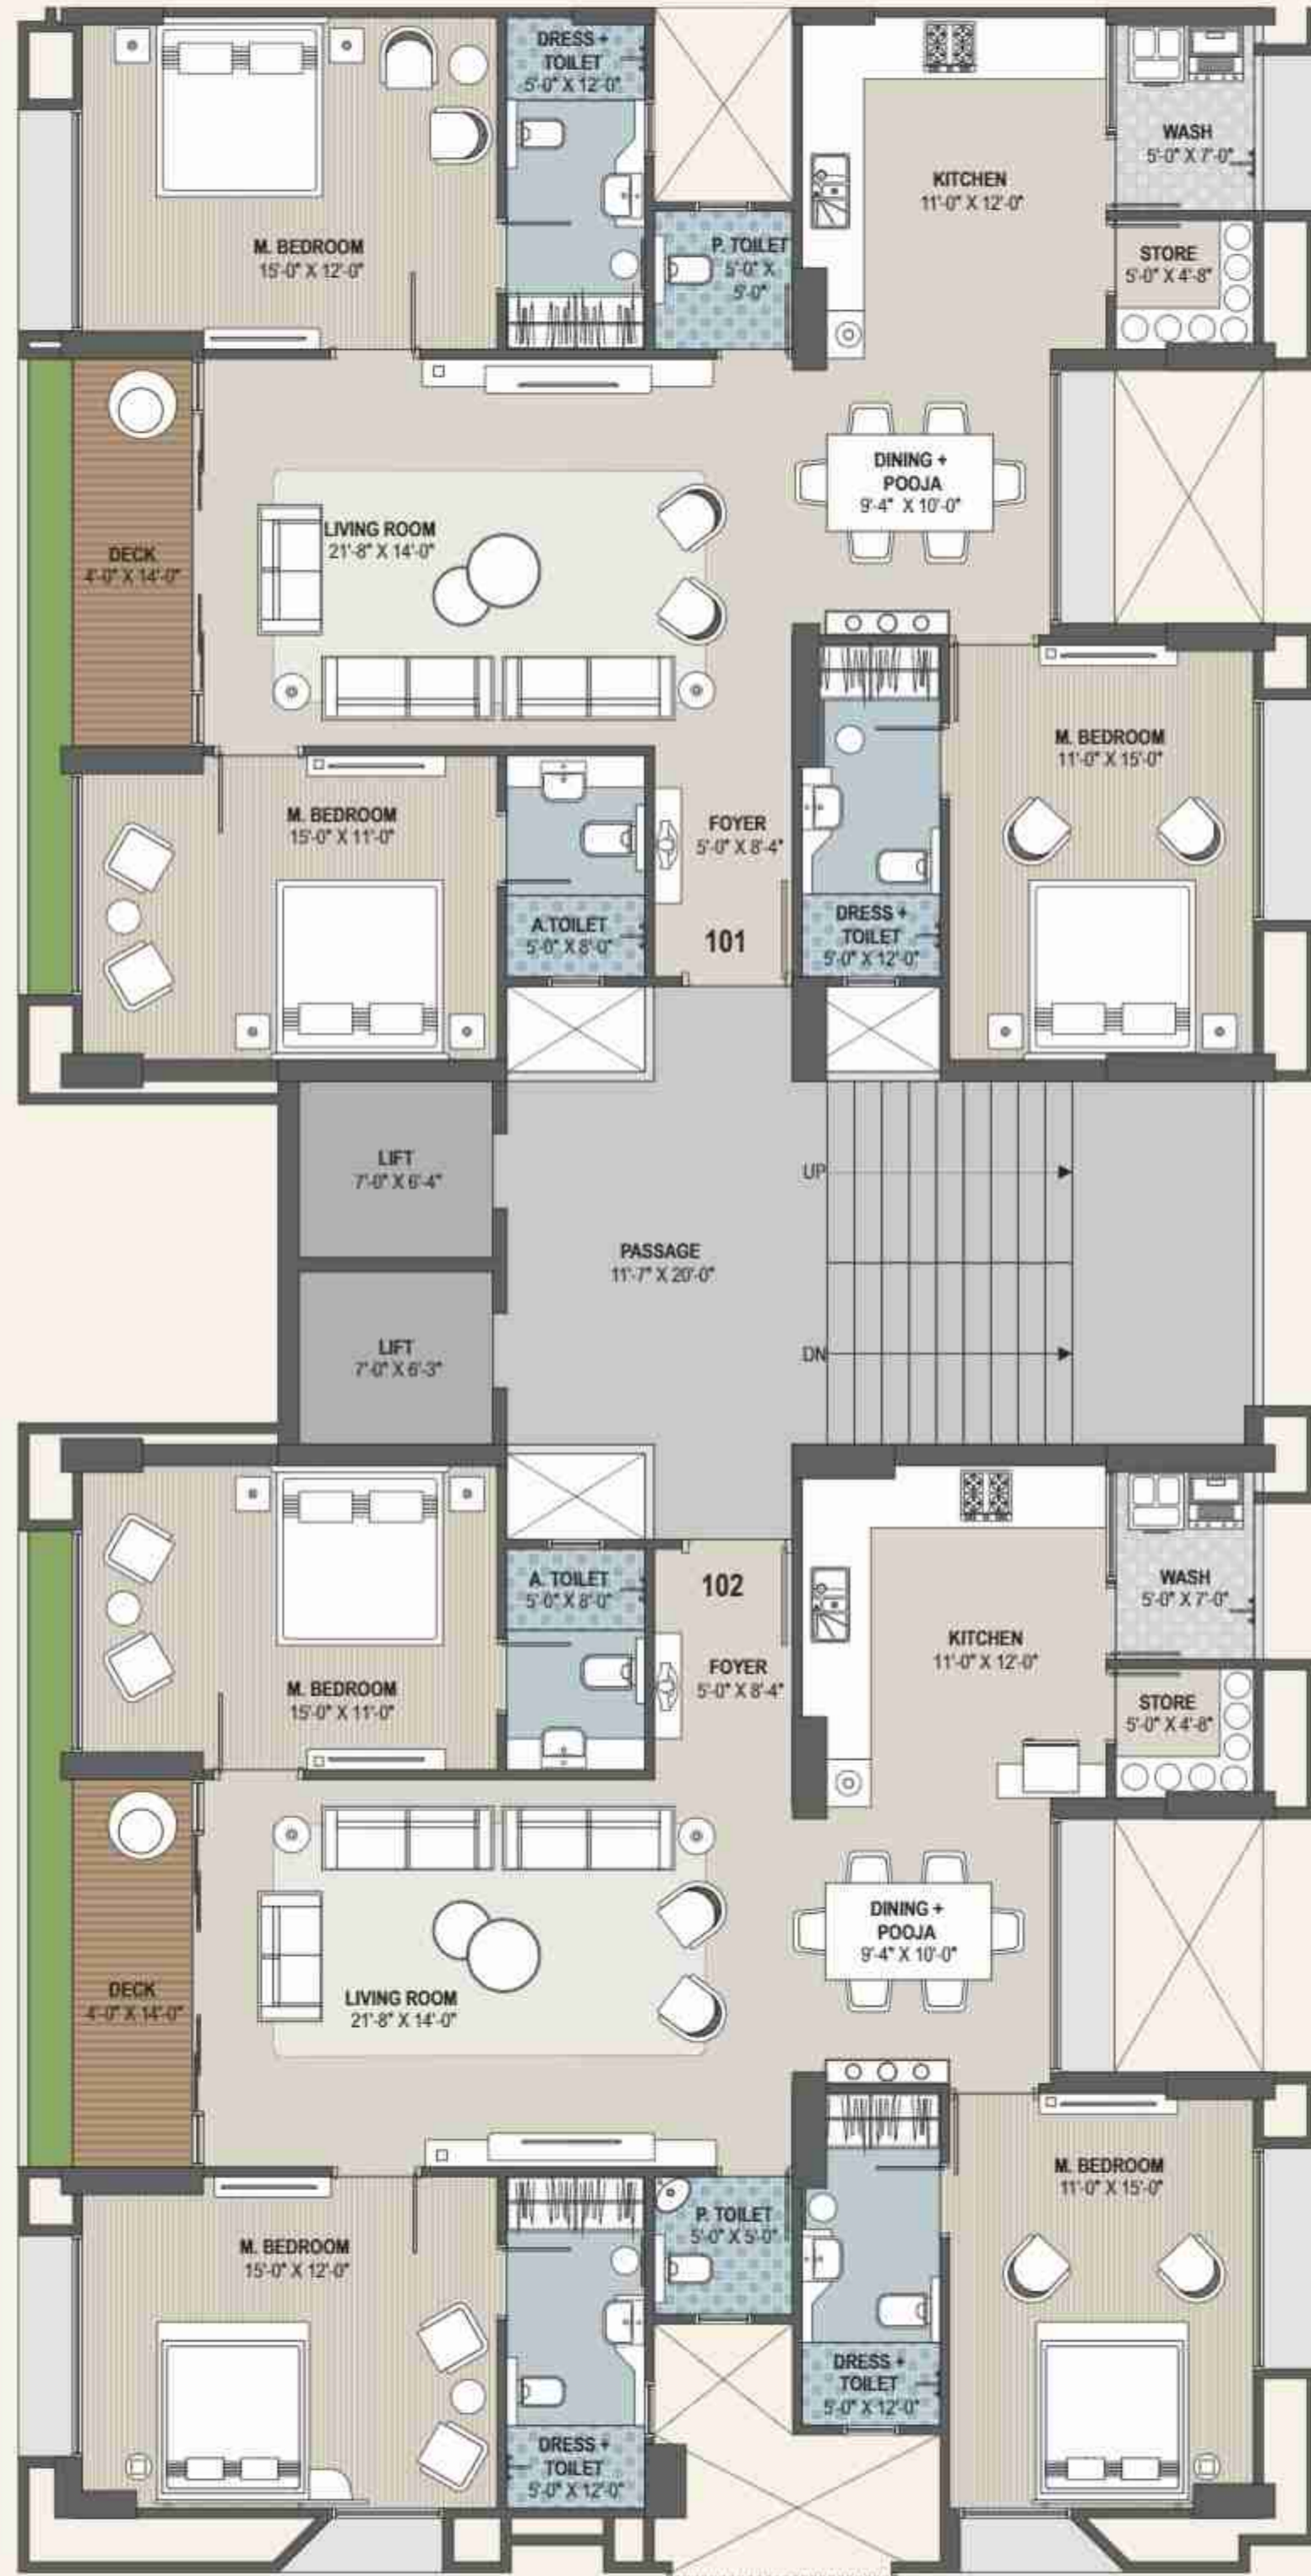 DRESS +
TOILET
5'-0" X 12'-0"
WASH
5'-0" X 7'-0"
KITCHEN
11'-0" X 12'-0"
M. BEDROOM
15'-0" X 12'-0"
P. TOILET
5'-0" X
5'-0"
STORE
5'-0" X 4'-8"
DINING +
POOJA
9'-4" X 10'-0"
LIVING ROOM
21'-8" X 14'-0"
DECK
4'-0" X 14'-0"
M. BEDROOM
11'-0" X 15'-0"
M. BEDROOM
15'-0" X 11'-0"
FOYER
5'-0" X 8'-4"
A.TOILET
5'-0" X 8'-0"
101
DRESS +
TOILET
5'-0" X 12'-0"
LIFT
7'-0" X 6'-4"
UP
PASSAGE
11'-7" X 20'-0"
LIFT
7'-0" X 6'-3"
DN
A. TOILET
5'-0" X 8'-0"
102
WASH
5'-0" X 7'-0"
KITCHEN
11'-0" X 12'-0"
FOYER
5'-0" X 8'-4"
M. BEDROOM
15'-0" X 11'-0"
STORE
5'-0" X 4'-8"
DINING +
POOJA
9'-4" X 10'-0"
DECK
4'-0" X 14'-0"
LIVING ROOM
21'-8" X 14'-0"
M. BEDROOM
11'-0" X 15'-0"
P. TOILET
5'-0" X 5'-0"
M. BEDROOM
15'-0" X 12'-0"
DRESS +
TOILET
5'-0" X 12'-0"
DRESS +
TOILET
5'-0" X 12'-0"